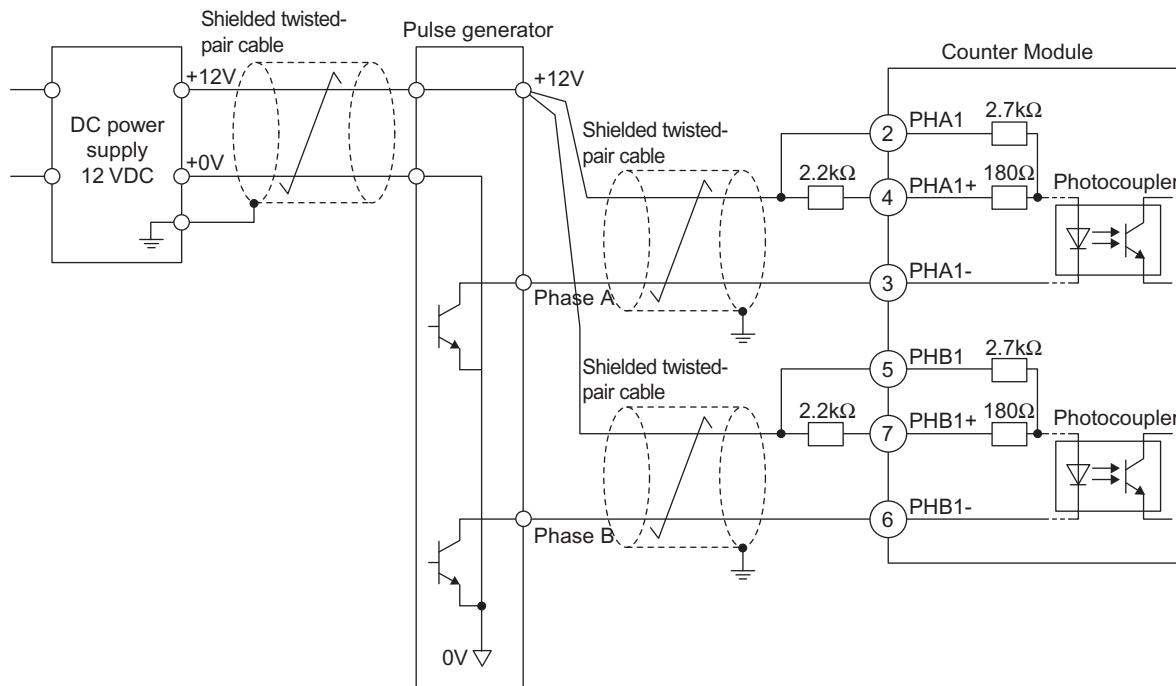 Shielded twisted-
pair cable
Pulse generator
Counter Module
+12V
+12V
DC power
supply
12 VDC
+0V
Shielded twisted-
pair cable
2
PHA1
2.7kΩ
2.2kΩ
4
PHA1+
180Ω
Photocoupler
3
PHA1-
Phase A
Shielded twisted-
pair cable
5
PHB1
2.7kΩ
2.2kΩ
7
PHB1+
180Ω
Photocoupler
6
PHB1-
Phase B
0V